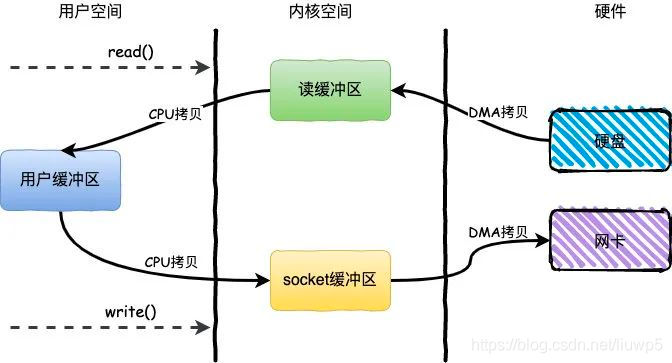 用户空间
内核空间
硬件
read()
读缓冲区
CPU拷贝
DMA拷贝
硬盘
用户缓冲区
DMA拷贝
网卡
CPU拷贝
socket缓冲区
write()
https://blog.csdn.net/liuwp5